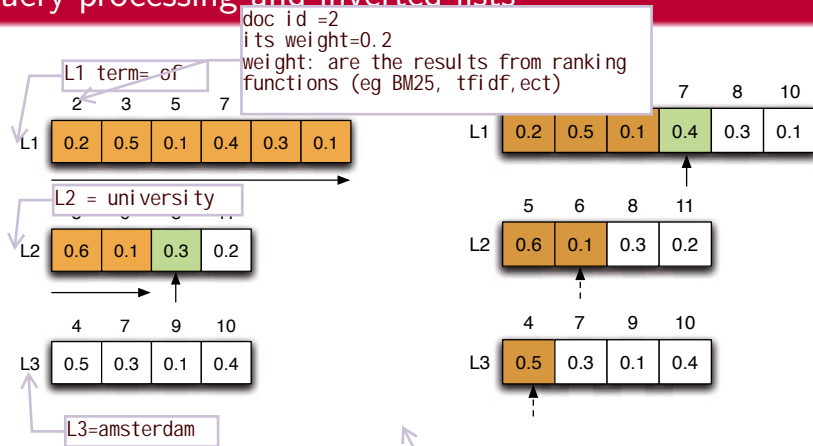 query processing and inverted lists
doc id =2
its weight=0.2
weight: are the results from ranking
functions (eg BM25, tfidf,ect)
L1 term= of
2 3 5 7
L1 0.2 0.5 0.1 0.4 0.3 0.1
L2 = university
L2 0.6 0.1 0.3 0.2
4 7 9 10
L3 0.5 0.3 0.1 0.4
L3=amsterdam
7 8 10
L1 0.2 0.5 0.1 0.4 0.3 0.1
5 6 8 11
L2 0.6 0.1 0.3 0.2
4 7 9 10
L3 0.5 0.3 0.1 0.4